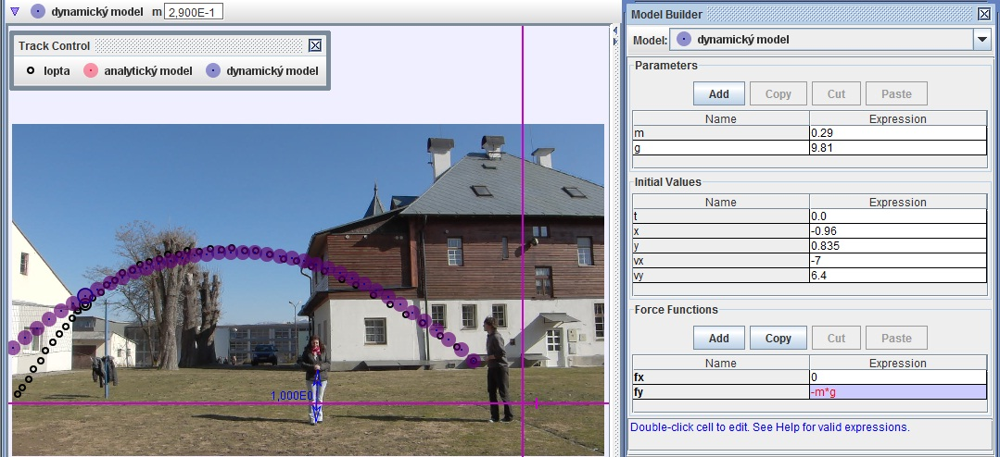 dynamický model m 2,900E-1
Track Control
lopta analytický model dynamický model
1,000E0
Model Builder
Model: dynamický model
Parameters
Add Copy Cut Paste
Name Expression
m 0.29
g 9.81
Initial Values
Name Expression
t 0.0
x -0.96
y 0.835
vx -7
vy 6.4
Force Functions
Add Copy Cut Paste
Name Expression
fx 0
fy -m*g
Double-click cell to edit. See Help for valid expressions.